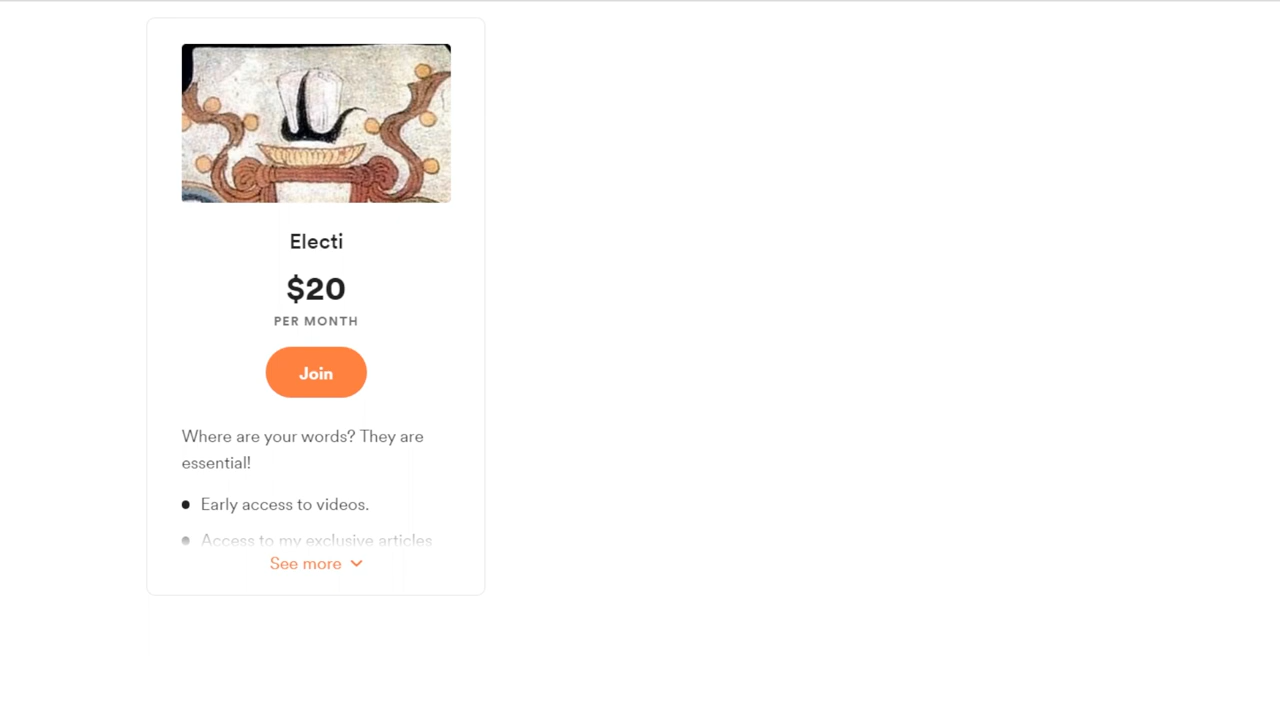 Electi
$20
PER MONTH
Join
Where are your words? They are
essential!
Early access to videos.
Access to my exclusive articles
See more